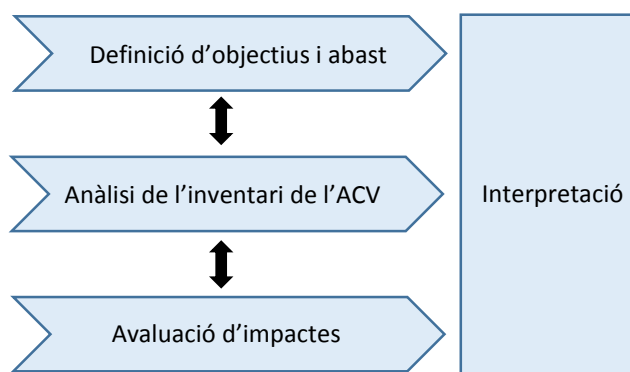 Definició d’objectius i abast
Anàlisi de l’inventari de l’ACV
Interpretació
Avaluació d’impactes